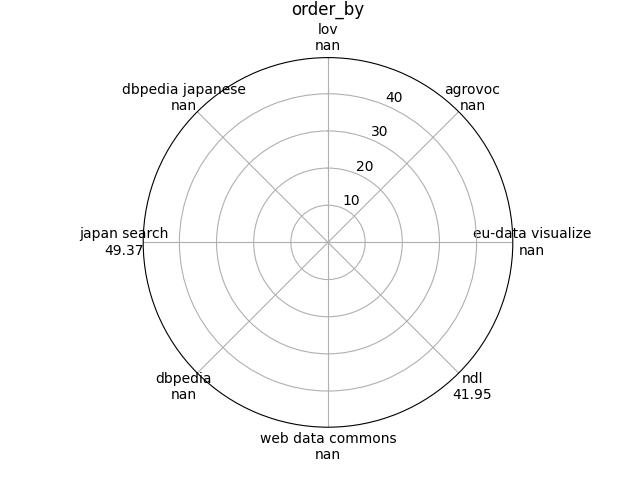 order_by
lov
nan
dbpedia japanese
nan
agrovoc
nan
40
30
20
10
japan search
49.37
eu-data visualize
nan
dbpedia
nan
ndl
41.95
web data commons
nan